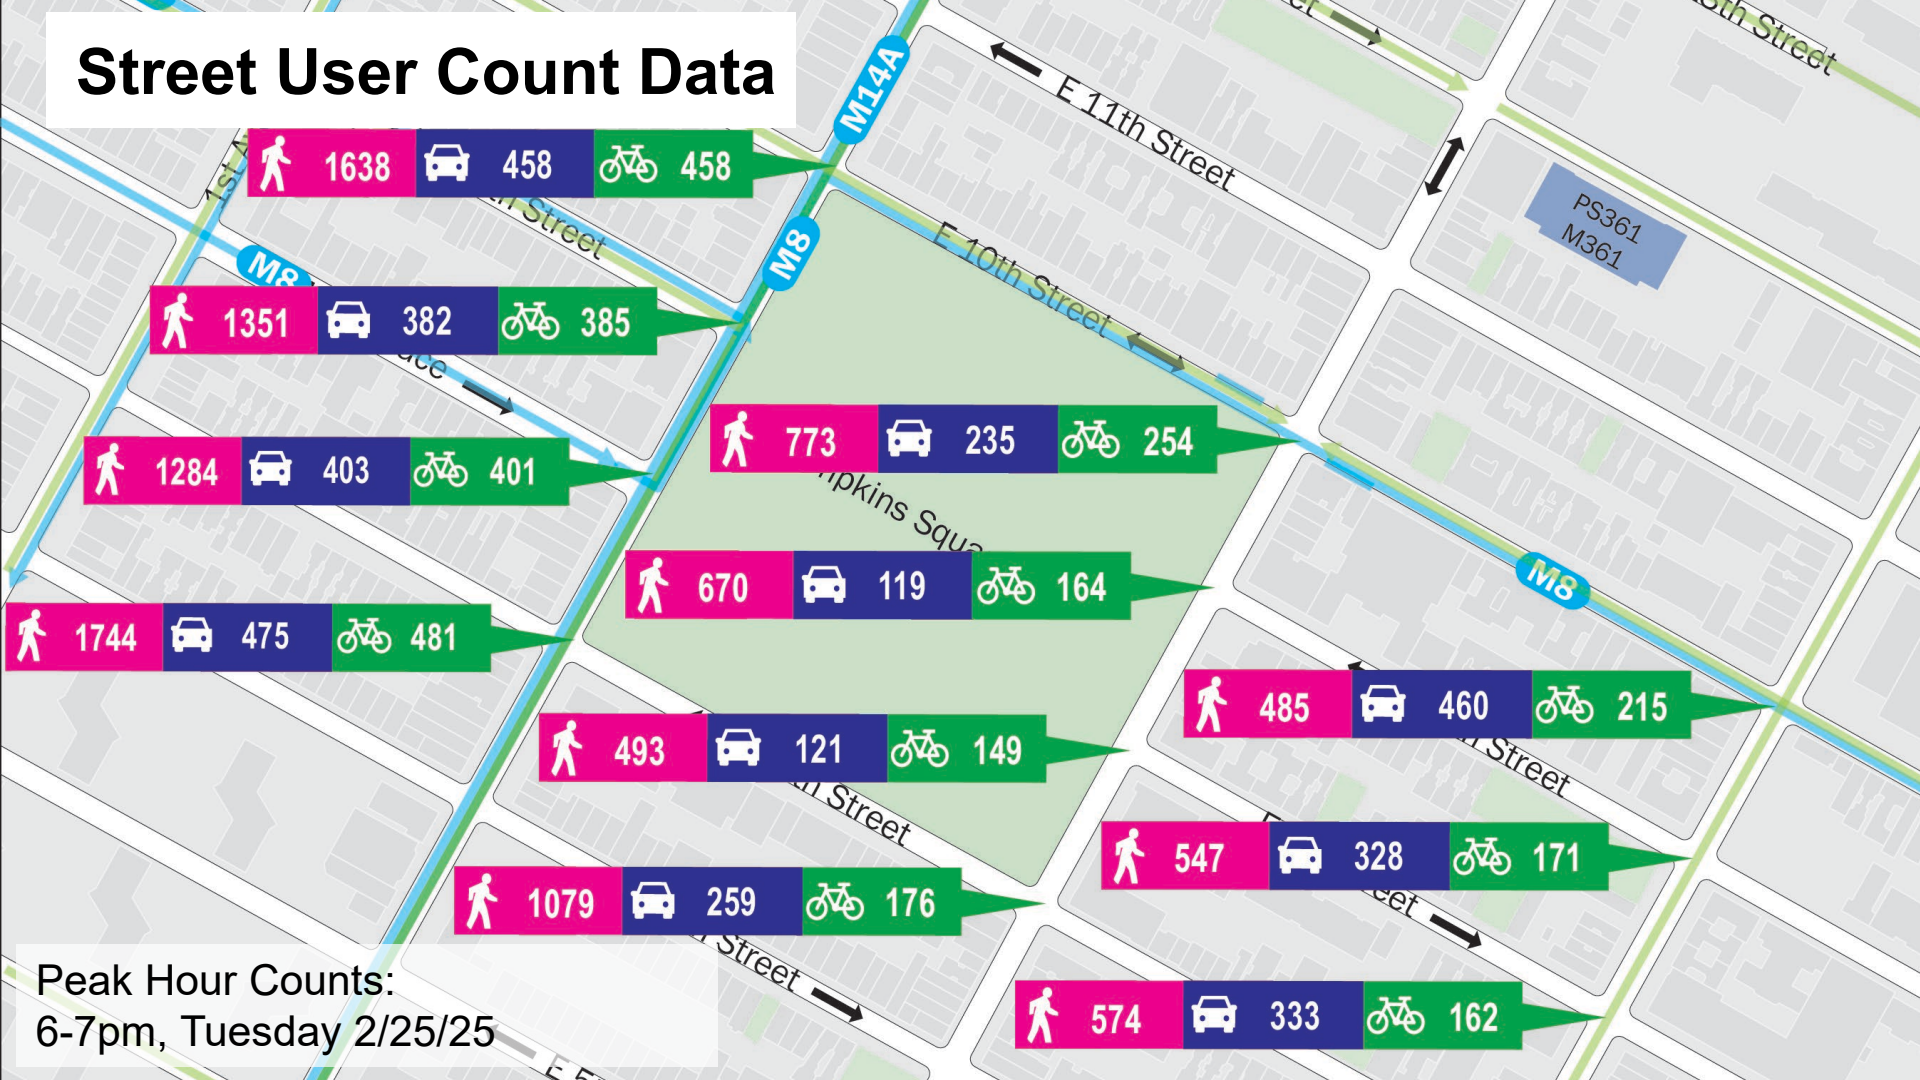 Street User Count Data
M14A
E 11th Street
Street
PS361
M361
1638 458 458
Street
M8
M8
E 10th Street
1351 382 385
773 235 254
1284 403 401
M8
670 119 164
1744 475 481
485 460 215
Street
493 121 149
Street
547 328 171
1079 259 176
Street
574 333 162
Peak Hour Counts:
6-7pm, Tuesday 2/25/25